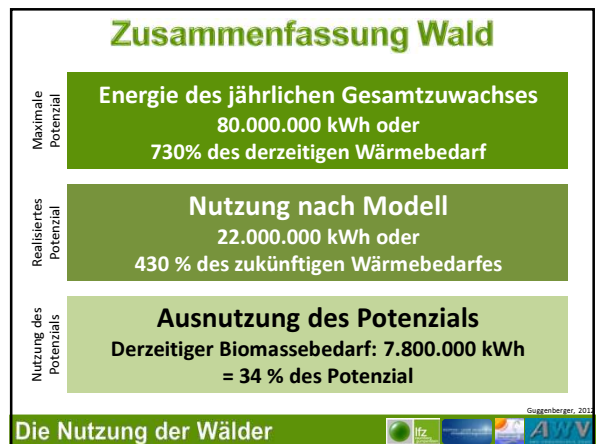 Zusammenfassung Wald
Maximale
Potenzial
Energie des jährlichen Gesamtzuwachses
80.000.000 kWh oder
730% des derzeitigen Wärmebedarf
Realisiertes
Potenzial
Nutzung nach Modell
22.000.000 kWh oder
430 % des zukünftigen Wärmebedarfes
Nutzung des
Potenzials
Ausnutzung des Potenzials
Derzeitiger Biomassebedarf: 7.800.000 kWh
= 34 % des Potenzial
Guggenberger, 2012
Die Nutzung der Wälder
lfz
AWV